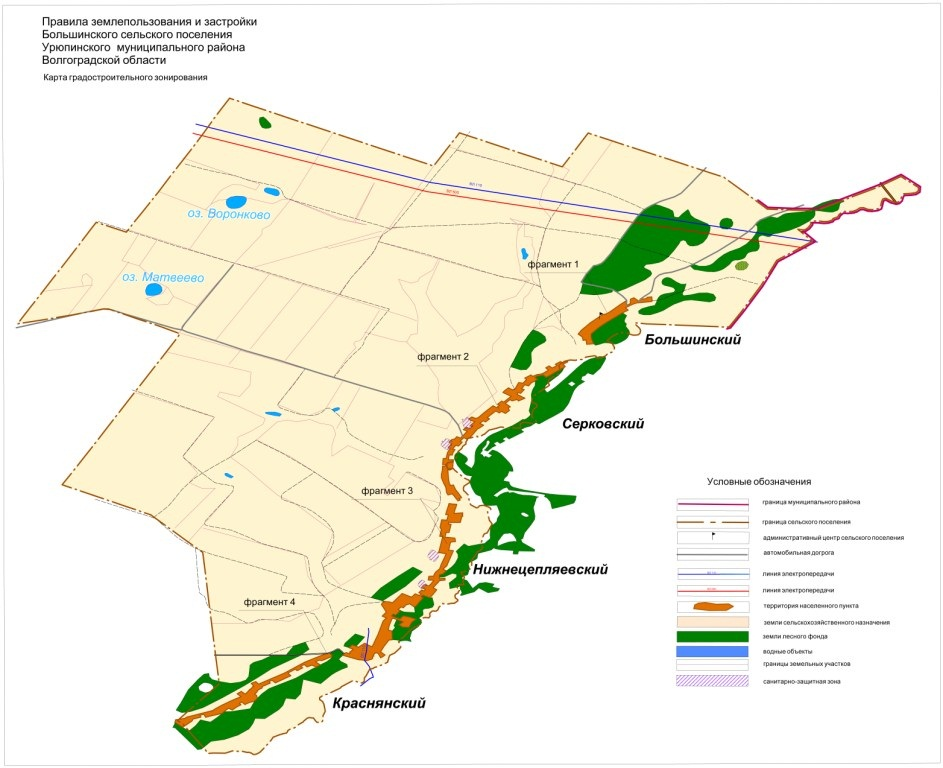 Правила землепользования и застройки
Большинского сельского поселения
Урюпинского муниципального района
Волгоградской области
Карта градостроительного зонирования
оз. Воронково
фрагмент 1
оз. Матвеево
Большинский
фрагмент 2
Серковский
фрагмент 3
Нижнецепляевский
фрагмент 4
Краснянский
Условные обозначения
граница муниципального района
граница сельского поселения
административный центр сельского поселения
автомобильная догрога
линия электропередачи
линия электропередачи
территория населенного пункта
земли сельскохозяйственного назначения
земли лесного фонда
водные объекты
границы земельных участков
санитарно-защитная зона